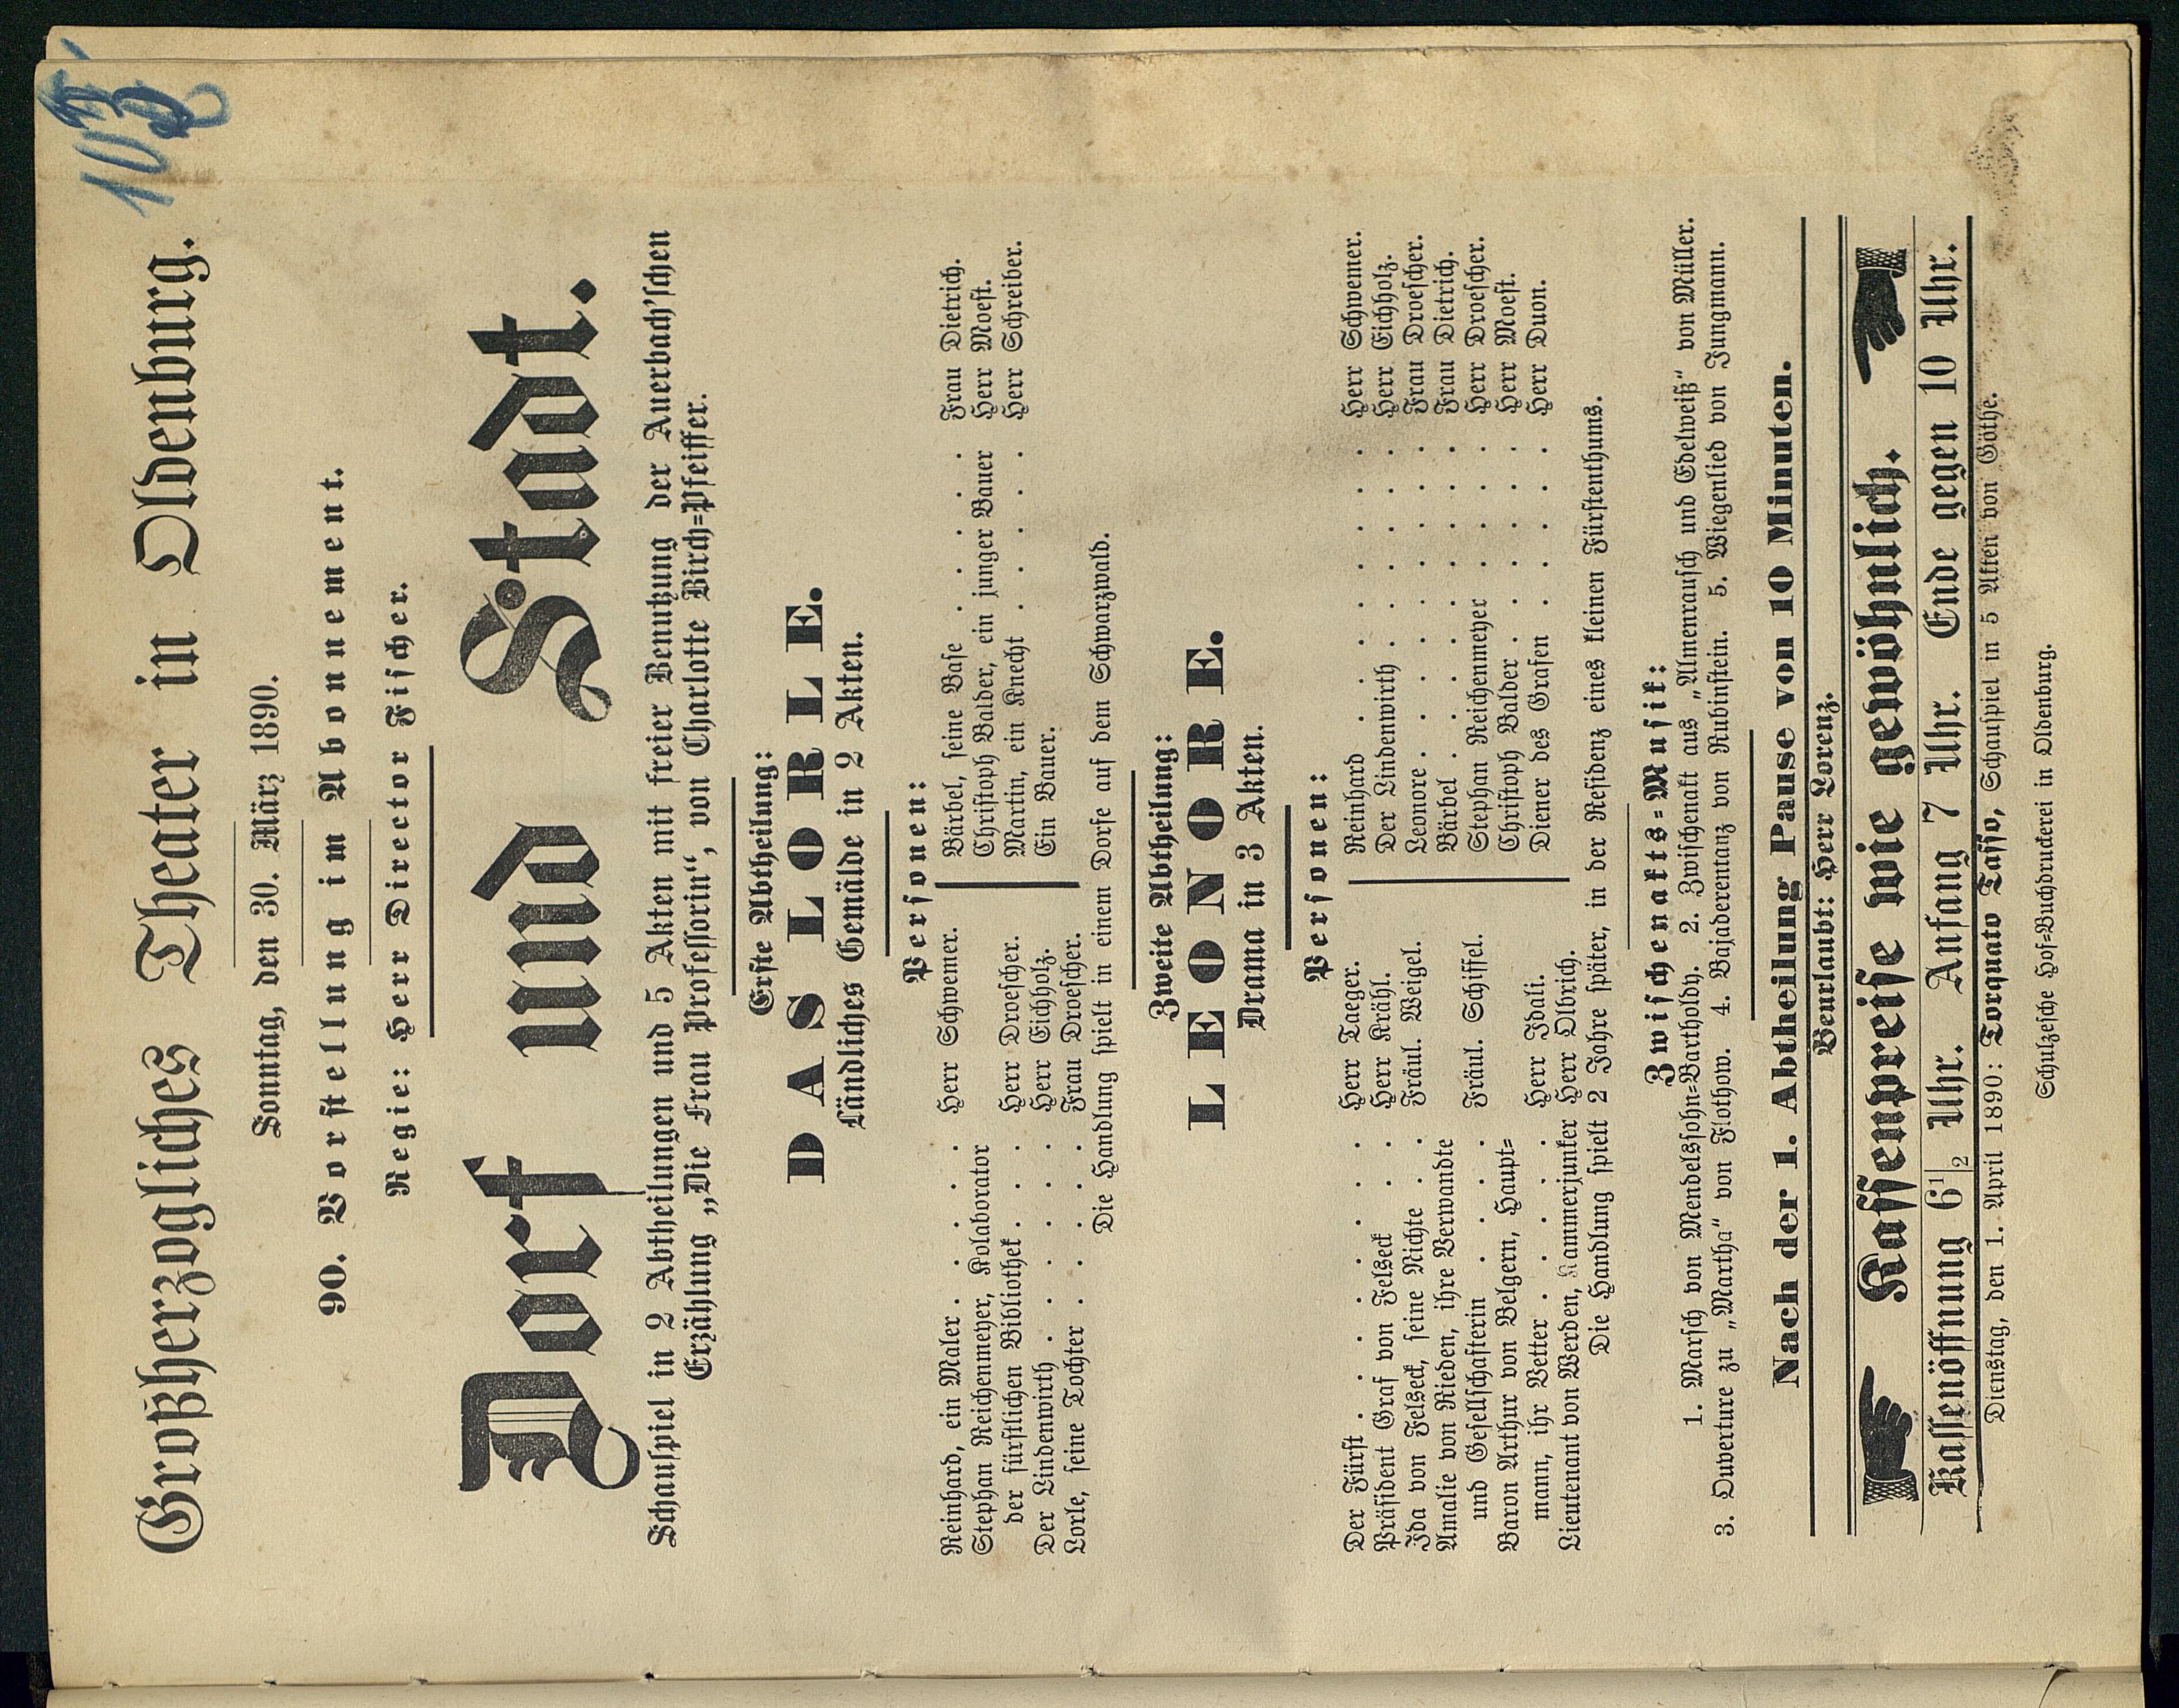 Großherzogliches Theater in Oldenburg.
Sonntag, den 30. März 1890.
90. Vorstellung im Abonnement.
Regie: Herr Director Fischer.
Dorf und Stadt.
Schauspiel in 2 Abtheilungen und 5 Akten mit freier Benutzung der Auerbach'schen
Erzählung „Die Frau Professorin“, von Charlotte Birch=Pfeiffer.
Erste Abtheilung:
DAS LORLE.
Ländliches Gemälde in 2 Akten.
Personen:
Reinhard, ein Maler . . . . . Herr Schwemer.
Stephan Reichenmeyer, Kolaborator
der fürstlichen Bibliothek . . . Herr Droescher.
Der Lindenwirth . . . . . . Herr Eichholz.
Lorle, seine Tochter . . . . . Frau Droescher.
Bärbel, seine Base . . . . . Frau Dietrich.
Christoph Balder, ein junger Bauer Herr Moest.
Martin, ein Knecht . . . . . Herr Schreiber.
Ein Bauer.
Die Handlung spielt in einem Dorfe auf dem Schwarzwald.
Zweite Abtheilung:
LEONORE.
Drama in 3 Akten.
Personen:
Der Fürst . . . . . . . . Herr Taeger.
Präsident Graf von Felseck . . . Herr Krähl.
Ida von Felseck, seine Nichte . . Fräul. Weigel.
Amalie von Rieden, ihre Verwandte
und Gesellschafterin . . . . Fräul. Schiffel.
Baron Arthur von Belgern, Haupt=
mann, ihr Vetter . . . . . Herr Idali.
Lieutenant von Werden, Kammerjunker Herr Olbrich.
Reinhard . . . . . . . . Herr Schwemer.
Der Lindenwirth . . . . . . Herr Eichholz.
Leonore . . . . . . . . Frau Droescher.
Bärbel . . . . . . . . Frau Dietrich.
Stephan Reichenmeyer . . . . Herr Droescher.
Christoph Balder . . . . . . Herr Moest.
Diener des Grafen . . . . . Herr Duon.
Die Handlung spielt 2 Jahre später, in der Residenz eines kleinen Fürstenthums.
Zwischenakts=Musik:
1. Marsch von Mendelssohn=Bartholdy. 2. Zwischenakt aus „Almenrausch und Edelweiß“ von Müller.
3. Ouverture zu „Martha“ von Flothow. 4. Bajaderentanz von Rubinstein. 5. Wiegenlied von Jungmann.
Nach der 1. Abtheilung Pause von 10 Minuten.
Beurlaubt: Herr Lorenz.
Kassenpreise wie gewöhnlich.
Kassenöffnung 6½ Uhr. Anfang 7 Uhr. Ende gegen 10 Uhr.
Dienstag, den 1. April 1890: Torquato Tasso, Schauspiel in 5 Akten von Göthe.
Schulzesche Hof=Buchdruckerei in Oldenburg.